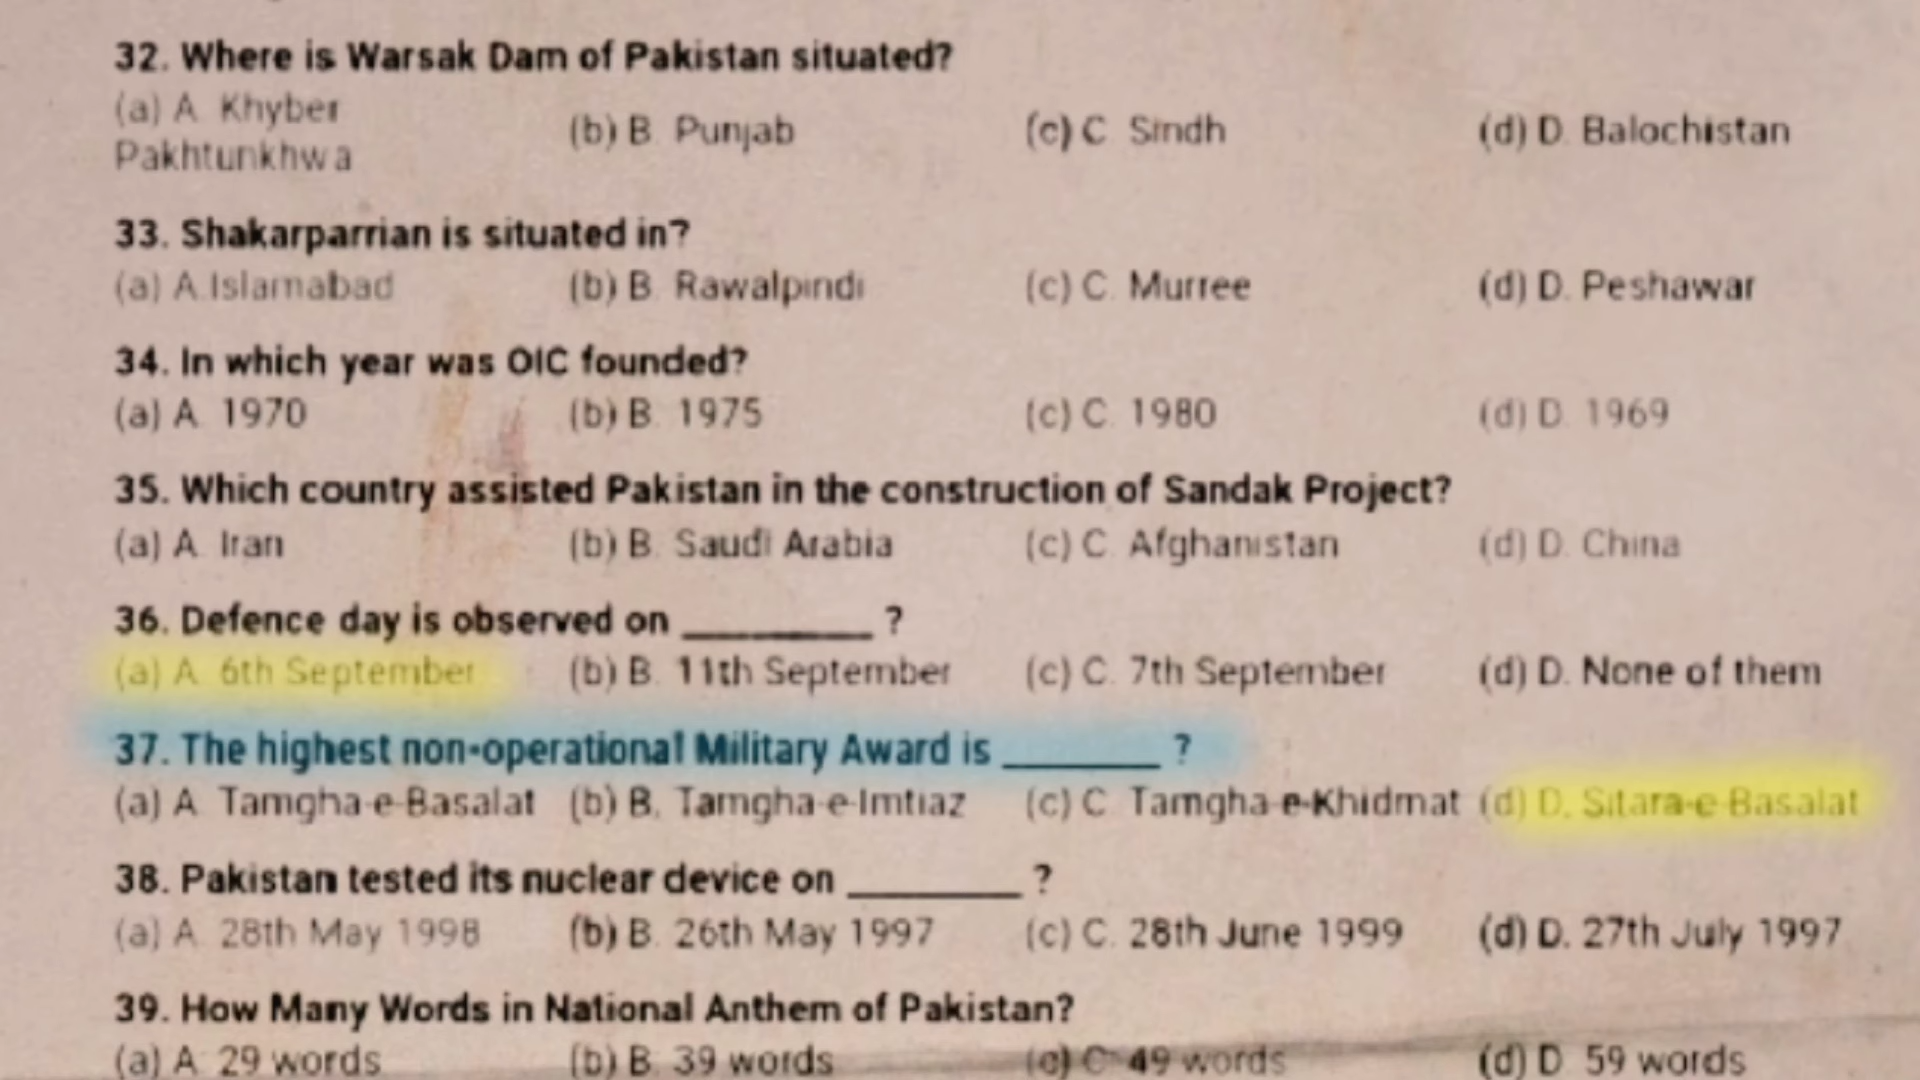 32. Where is Warsak Dam of Pakistan situated?
(a) A. Khyber Pakhtunkhwa (b) B. Punjab (c) C. Sindh (d) D. Balochistan
33. Shakarparrian is situated in?
(a) A.Islamabad (b) B. Rawalpindi (c) C. Murree (d) D. Peshawar
34. In which year was OIC founded?
(a) A. 1970 (b) B. 1975 (c) C. 1980 (d) D. 1969
35. Which country assisted Pakistan in the construction of Sandak Project?
(a) A. Iran (b) B. Saudi Arabia (c) C. Afghanistan (d) D. China
36. Defence day is observed on ________ ?
(a) A. 6th September (b) B. 11th September (c) C. 7th September (d) D. None of them
37. The highest non-operational Military Award is _______ ?
(a) A. Tamgha-e-Basalat (b) B. Tamgha-e-Imtiaz (c) C. Tamgha-e-Khidmat (d) D. Sitara-e-Basalat
38. Pakistan tested its nuclear device on ________ ?
(a) A. 28th May 1998 (b) B. 26th May 1997 (c) C. 28th June 1999 (d) D. 27th July 1997
39. How Many Words in National Anthem of Pakistan?
(a) A. 29 words (b) B. 39 words (c) C. 49 words (d) D. 59 words